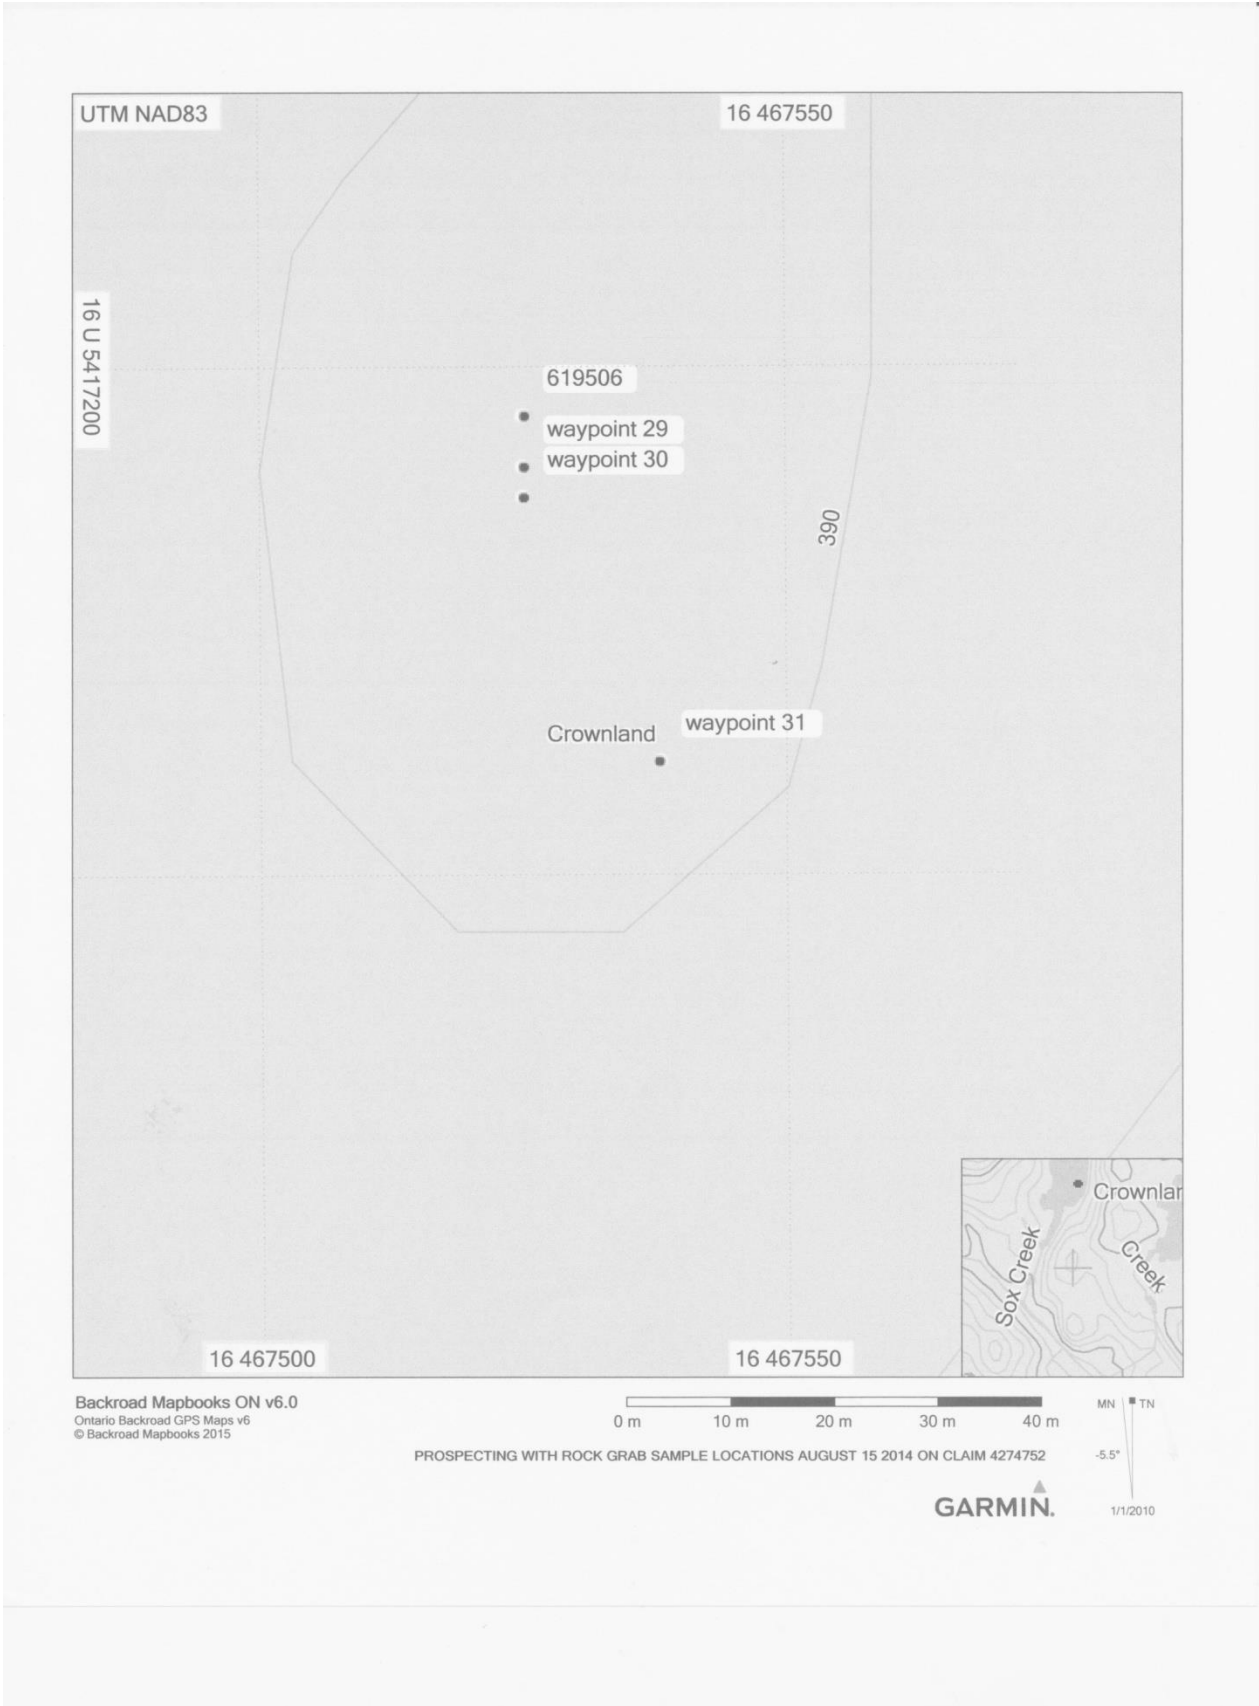 UTM NAD83
16 467550
16 U 5417200
619506
waypoint 29
waypoint 30
390
waypoint 31
Crownland
Crownlar
Sox Creek
Creek
16 467500
16 467550
Backroad Mapbooks ON v6.0
Ontario Backroad GPS Maps v6
© Backroad Mapbooks 2015
0 m 10 m 20 m 30 m 40 m
MN TN
PROSPECTING WITH ROCK GRAB SAMPLE LOCATIONS AUGUST 15 2014 ON CLAIM 4274752
-5.5°
GARMIN.
1/1/2010